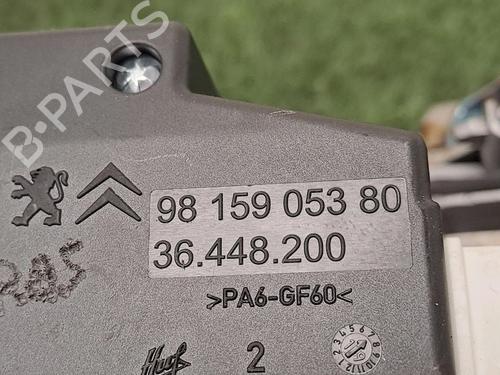 B-PARTS
98 159 053 80
36.448.200
>PA6-GF60<
Huf
2